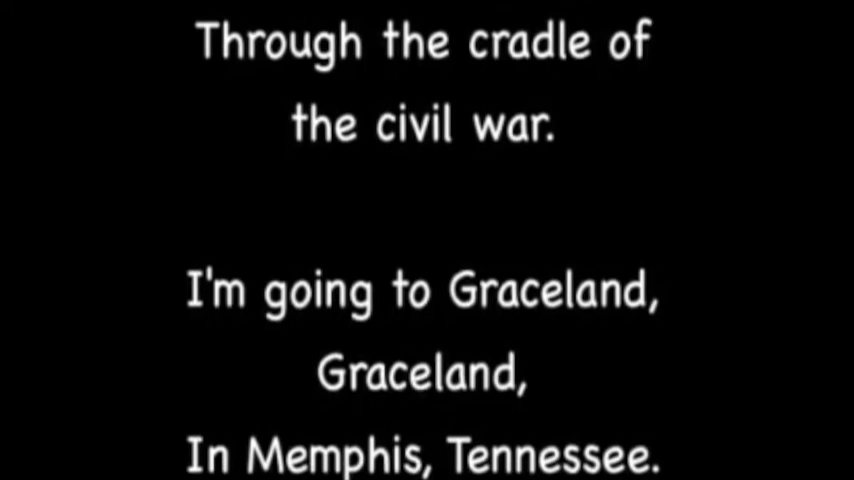 Through the cradle of
the civil war.
I'm going to Graceland,
Graceland,
In Memphis, Tennessee.